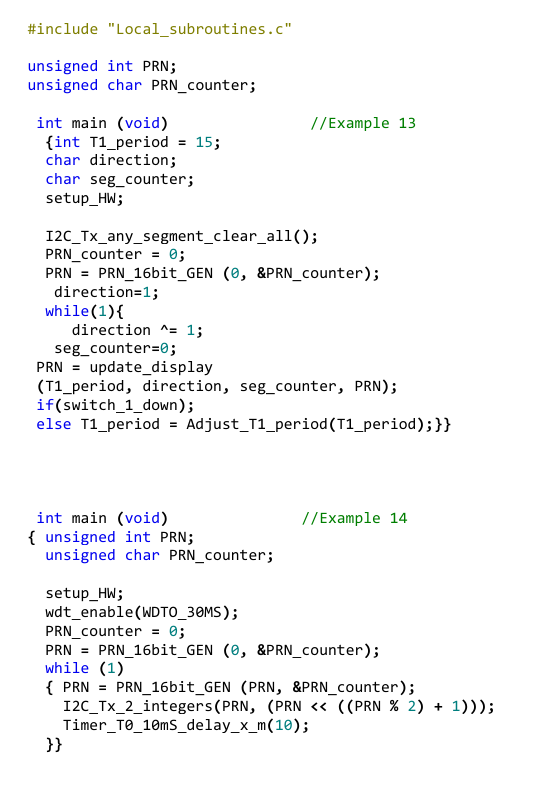 #include "Local_subroutines.c"
unsigned int PRN;
unsigned char PRN_counter;
int main (void) //Example 13
{int T1_period = 15;
char direction;
char seg_counter;
setup_HW;
I2C_Tx_any_segment_clear_all();
PRN_counter = 0;
PRN = PRN_16bit_GEN (0, &PRN_counter);
direction=1;
while(1){
direction ^= 1;
seg_counter=0;
PRN = update_display
(T1_period, direction, seg_counter, PRN);
if(switch_1_down);
else T1_period = Adjust_T1_period(T1_period);}}
int main (void) //Example 14
{ unsigned int PRN;
unsigned char PRN_counter;
setup_HW;
wdt_enable(WDTO_30MS);
PRN_counter = 0;
PRN = PRN_16bit_GEN (0, &PRN_counter);
while (1)
{ PRN = PRN_16bit_GEN (PRN, &PRN_counter);
I2C_Tx_2_integers(PRN, (PRN << ((PRN % 2) + 1)));
Timer_T0_10mS_delay_x_m(10);
}}